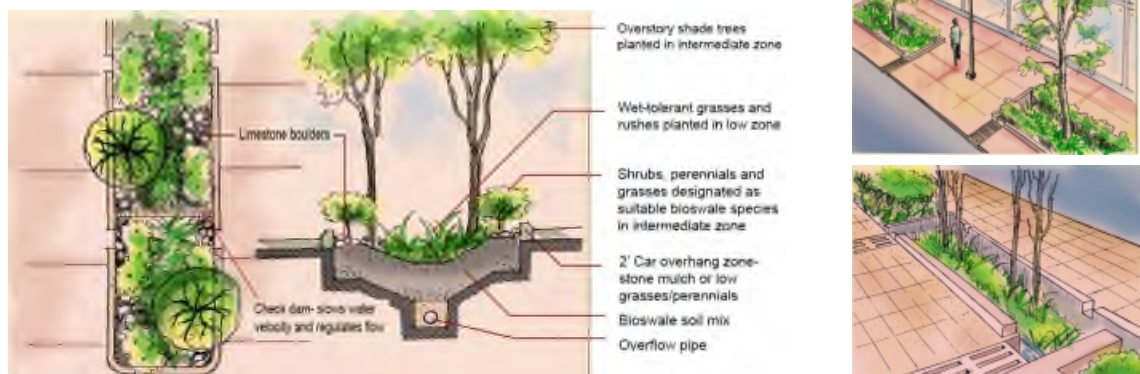 Limestone boulders
Check dam- slows water
velocity and regulates flow
Overstory shade trees
planted in intermediate zone
Wet-tolerant grasses and
rushes planted in low zone
Shrubs, perennials and
grasses designated as
suitable bioswale species
in intermediate zone
2' Car overhang zone-
stone mulch or low
grasses/perennials
Bioswale soil mix
Overflow pipe